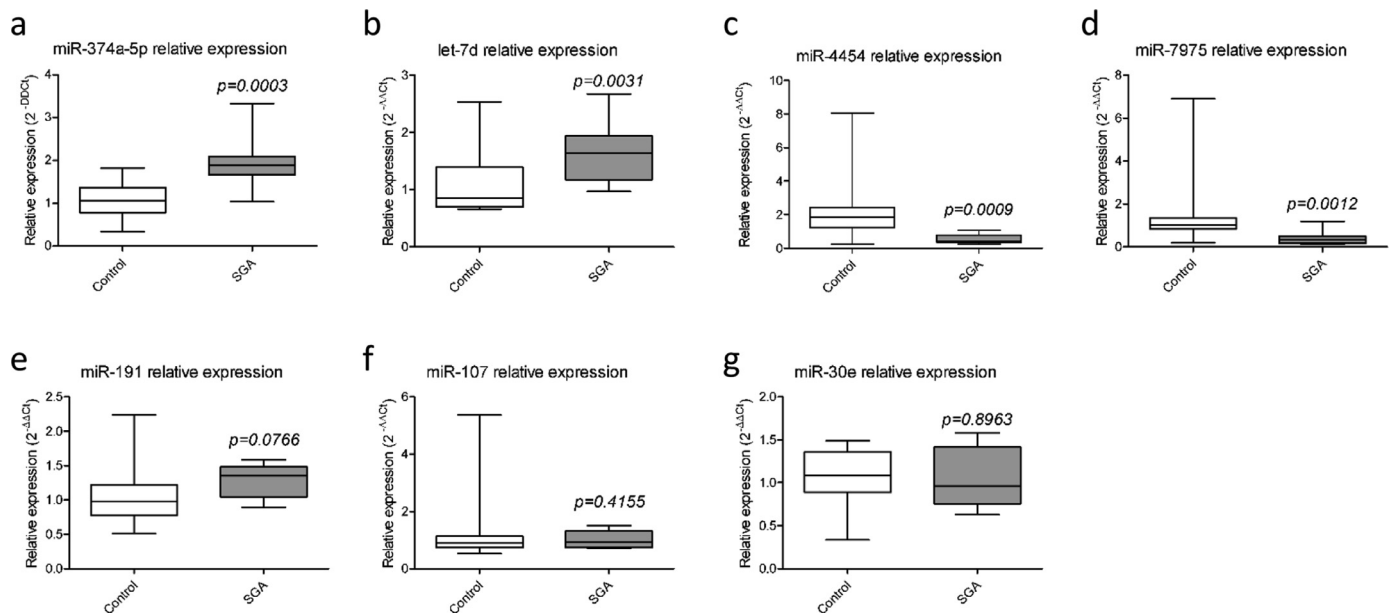 a
miR-374a-5p relative expression
Relative expression (2^-DDCt)
4
3
2
1
0
p=0.0003
Control
SGA
b
let-7d relative expression
Relative expression (2^-ΔΔCt)
3
2
1
0
p=0.0031
Control
SGA
c
miR-4454 relative expression
Relative expression (2^-ΔΔCt)
10
8
6
4
2
0
p=0.0009
Control
SGA
d
miR-7975 relative expression
Relative expression (2^-ΔΔCt)
8
6
4
2
0
p=0.0012
Control
SGA
e
miR-191 relative expression
Relative expression (2^-ΔΔCt)
2.5
2.0
1.5
1.0
0.5
0.0
p=0.0766
Control
SGA
f
miR-107 relative expression
Relative expression (2^-ΔΔCt)
6
4
2
0
p=0.4155
Control
SGA
g
miR-30e relative expression
Relative expression (2^-ΔΔCt)
2.0
1.5
1.0
0.5
0.0
p=0.8963
Control
SGA